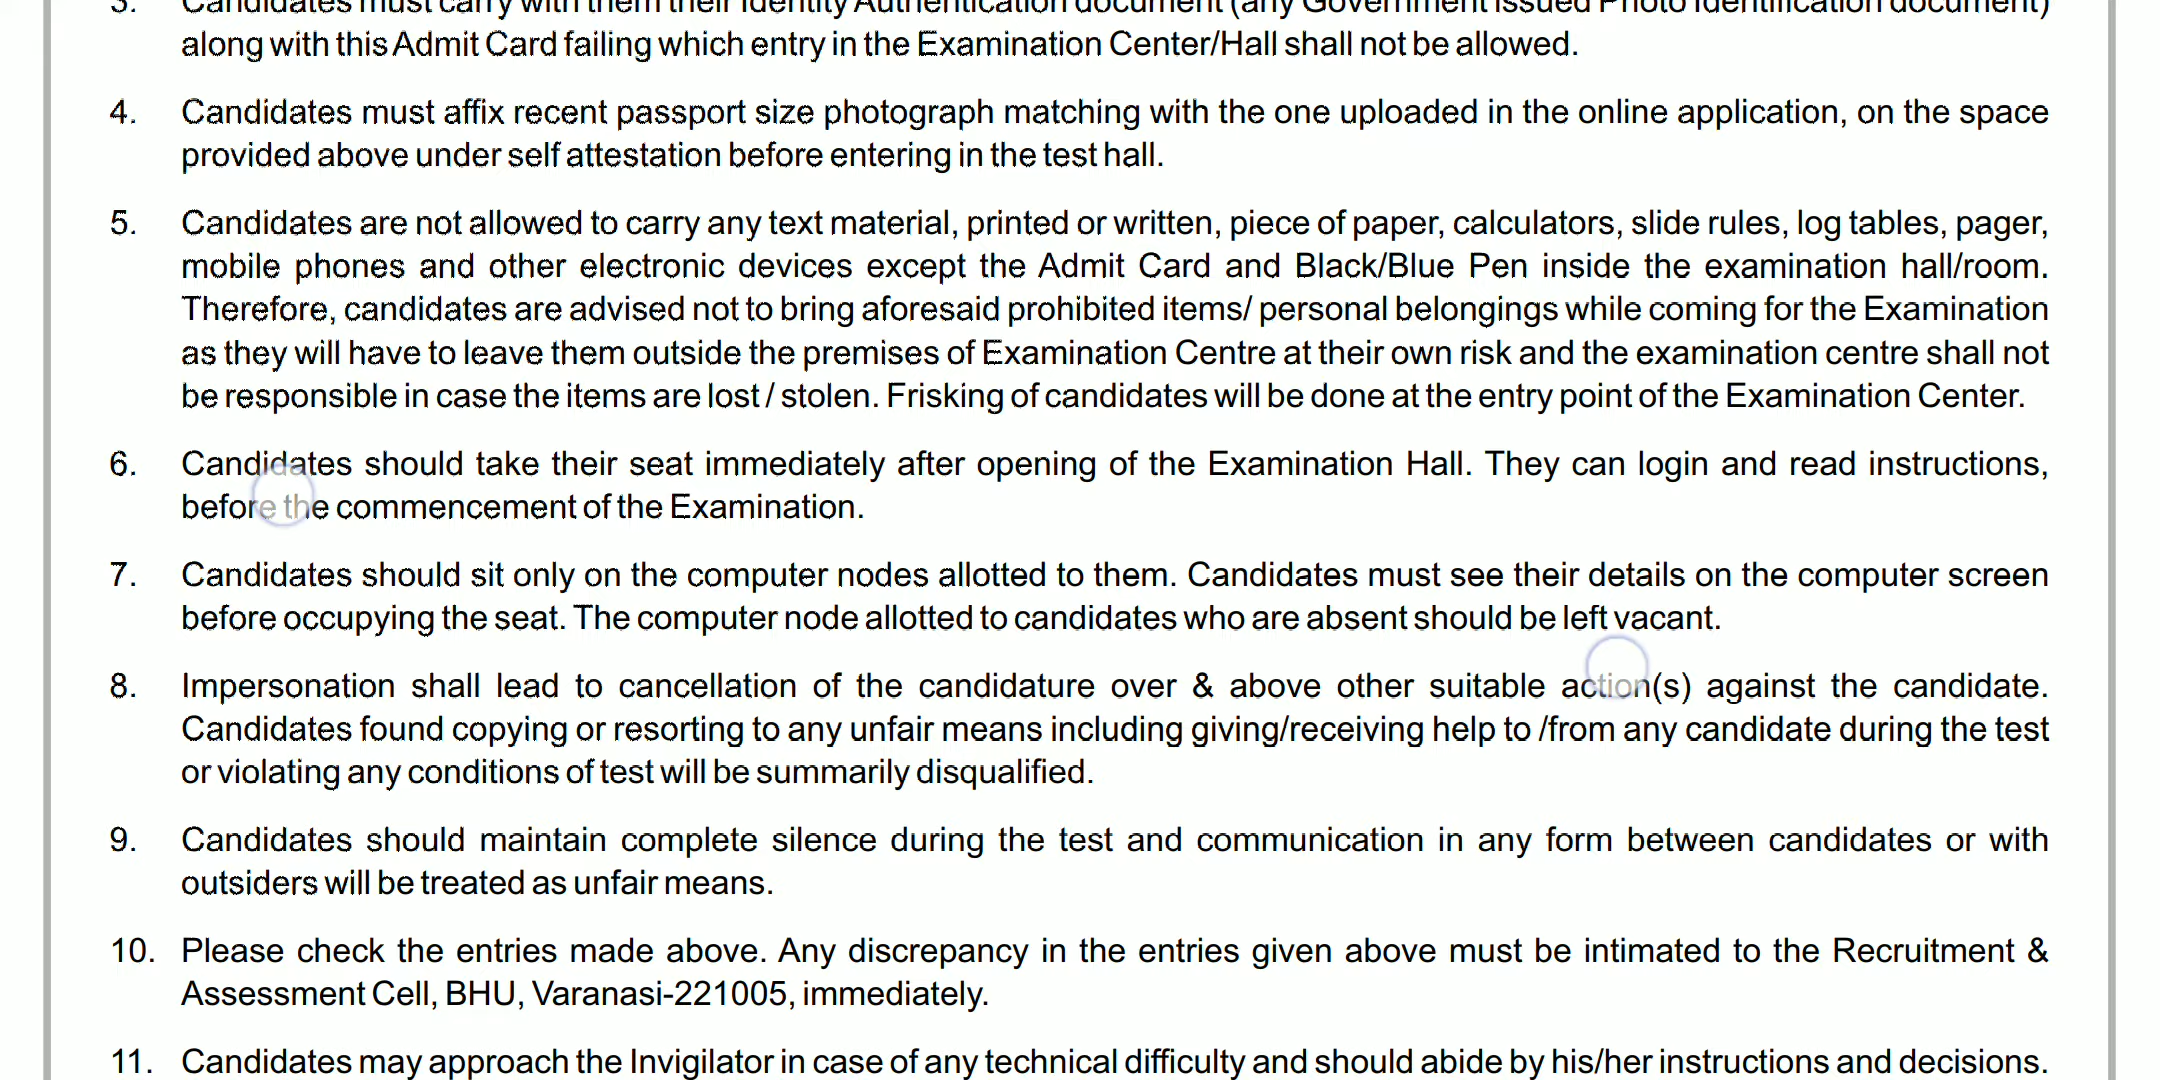 3. Candidates must carry with them their Identity Authentication document (any Government issued Photo Identification document)
along with this Admit Card failing which entry in the Examination Center/Hall shall not be allowed.
4. Candidates must affix recent passport size photograph matching with the one uploaded in the online application, on the space
provided above under self attestation before entering in the test hall.
5. Candidates are not allowed to carry any text material, printed or written, piece of paper, calculators, slide rules, log tables, pager,
mobile phones and other electronic devices except the Admit Card and Black/Blue Pen inside the examination hall/room.
Therefore, candidates are advised not to bring aforesaid prohibited items/ personal belongings while coming for the Examination
as they will have to leave them outside the premises of Examination Centre at their own risk and the examination centre shall not
be responsible in case the items are lost / stolen. Frisking of candidates will be done at the entry point of the Examination Center.
6. Candidates should take their seat immediately after opening of the Examination Hall. They can login and read instructions,
before the commencement of the Examination.
7. Candidates should sit only on the computer nodes allotted to them. Candidates must see their details on the computer screen
before occupying the seat. The computer node allotted to candidates who are absent should be left vacant.
8. Impersonation shall lead to cancellation of the candidature over & above other suitable action(s) against the candidate.
Candidates found copying or resorting to any unfair means including giving/receiving help to /from any candidate during the test
or violating any conditions of test will be summarily disqualified.
9. Candidates should maintain complete silence during the test and communication in any form between candidates or with
outsiders will be treated as unfair means.
10. Please check the entries made above. Any discrepancy in the entries given above must be intimated to the Recruitment &
Assessment Cell, BHU, Varanasi-221005, immediately.
11. Candidates may approach the Invigilator in case of any technical difficulty and should abide by his/her instructions and decisions.